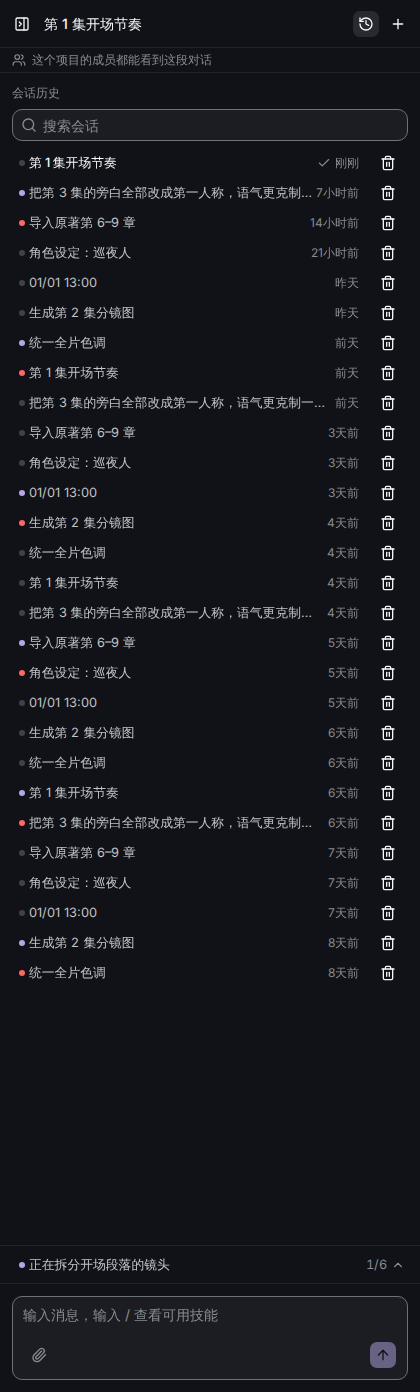 第 1 集开场节奏
这个项目的成员都能看到这段对话
会话历史
搜索会话
第 1 集开场节奏 刚刚
把第 3 集的旁白全部改成第一人称，语气更克制... 7小时前
导入原著第 6–9 章 14小时前
角色设定：巡夜人 21小时前
01/01 13:00 昨天
生成第 2 集分镜图 昨天
统一全片色调 前天
第 1 集开场节奏 前天
把第 3 集的旁白全部改成第一人称，语气更克制一... 前天
导入原著第 6–9 章 3天前
角色设定：巡夜人 3天前
01/01 13:00 3天前
生成第 2 集分镜图 4天前
统一全片色调 4天前
第 1 集开场节奏 4天前
把第 3 集的旁白全部改成第一人称，语气更克制... 4天前
导入原著第 6–9 章 5天前
角色设定：巡夜人 5天前
01/01 13:00 5天前
生成第 2 集分镜图 6天前
统一全片色调 6天前
第 1 集开场节奏 6天前
把第 3 集的旁白全部改成第一人称，语气更克制... 6天前
导入原著第 6–9 章 7天前
角色设定：巡夜人 7天前
01/01 13:00 7天前
生成第 2 集分镜图 8天前
统一全片色调 8天前
正在拆分开场段落的镜头 1/6
输入消息，输入 / 查看可用技能